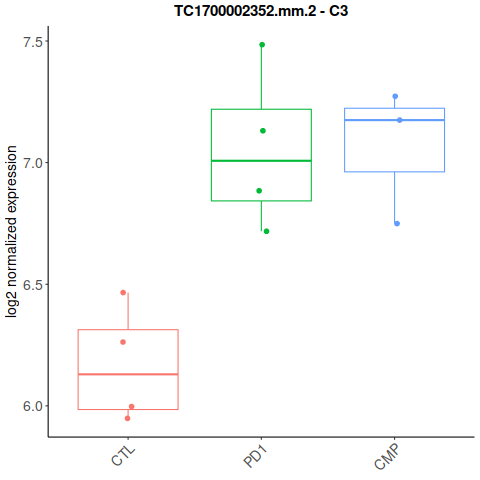 TC1700002352.mm.2 - C3
log2 normalized expression
7.5
7.0
6.5
6.0
CTL
PD1
CMP